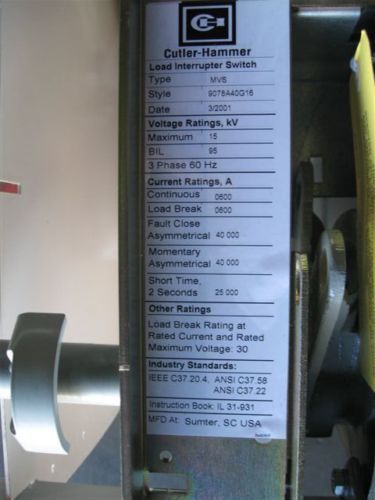 Cutler-Hammer
Load Interrupter Switch
Type MVS
Style 9078A40G16
Date 3/2001
Voltage Ratings, kV
Maximum 15
BIL 95
3 Phase 60 Hz
Current Ratings, A
Continuous 0600
Load Break 0600
Fault Close
Asymmetrical 40 000
Momentary
Asymmetrical 40 000
Short Time,
2 Seconds 25 000
Other Ratings
Load Break Rating at
Rated Current and Rated
Maximum Voltage: 30
Industry Standards:
IEEE C37.20.4, ANSI C37.58
ANSI C37.22
Instruction Book: IL 31-931
MFD At: Sumter, SC USA